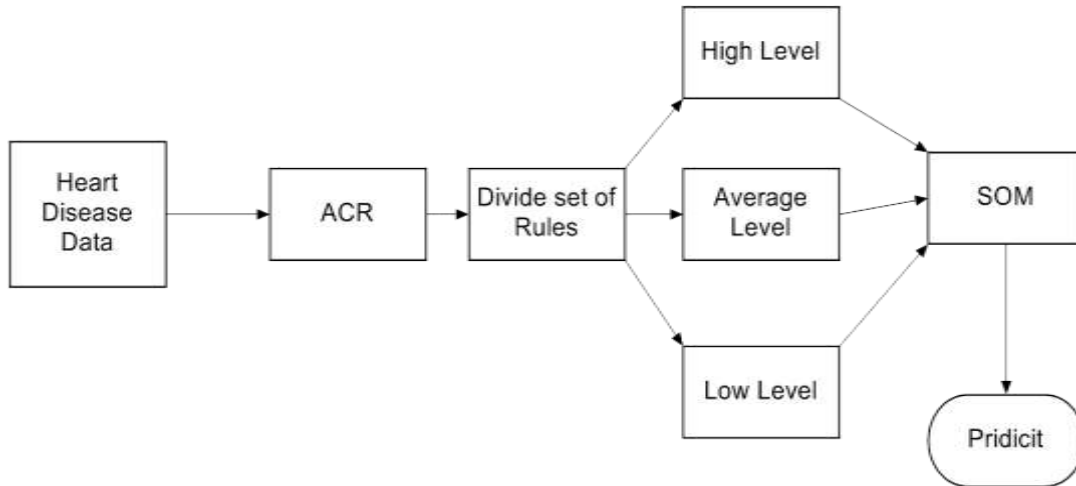 High Level
Heart
Disease
Data
ACR
Divide set of
Rules
Average
Level
SOM
Low Level
Pridicit